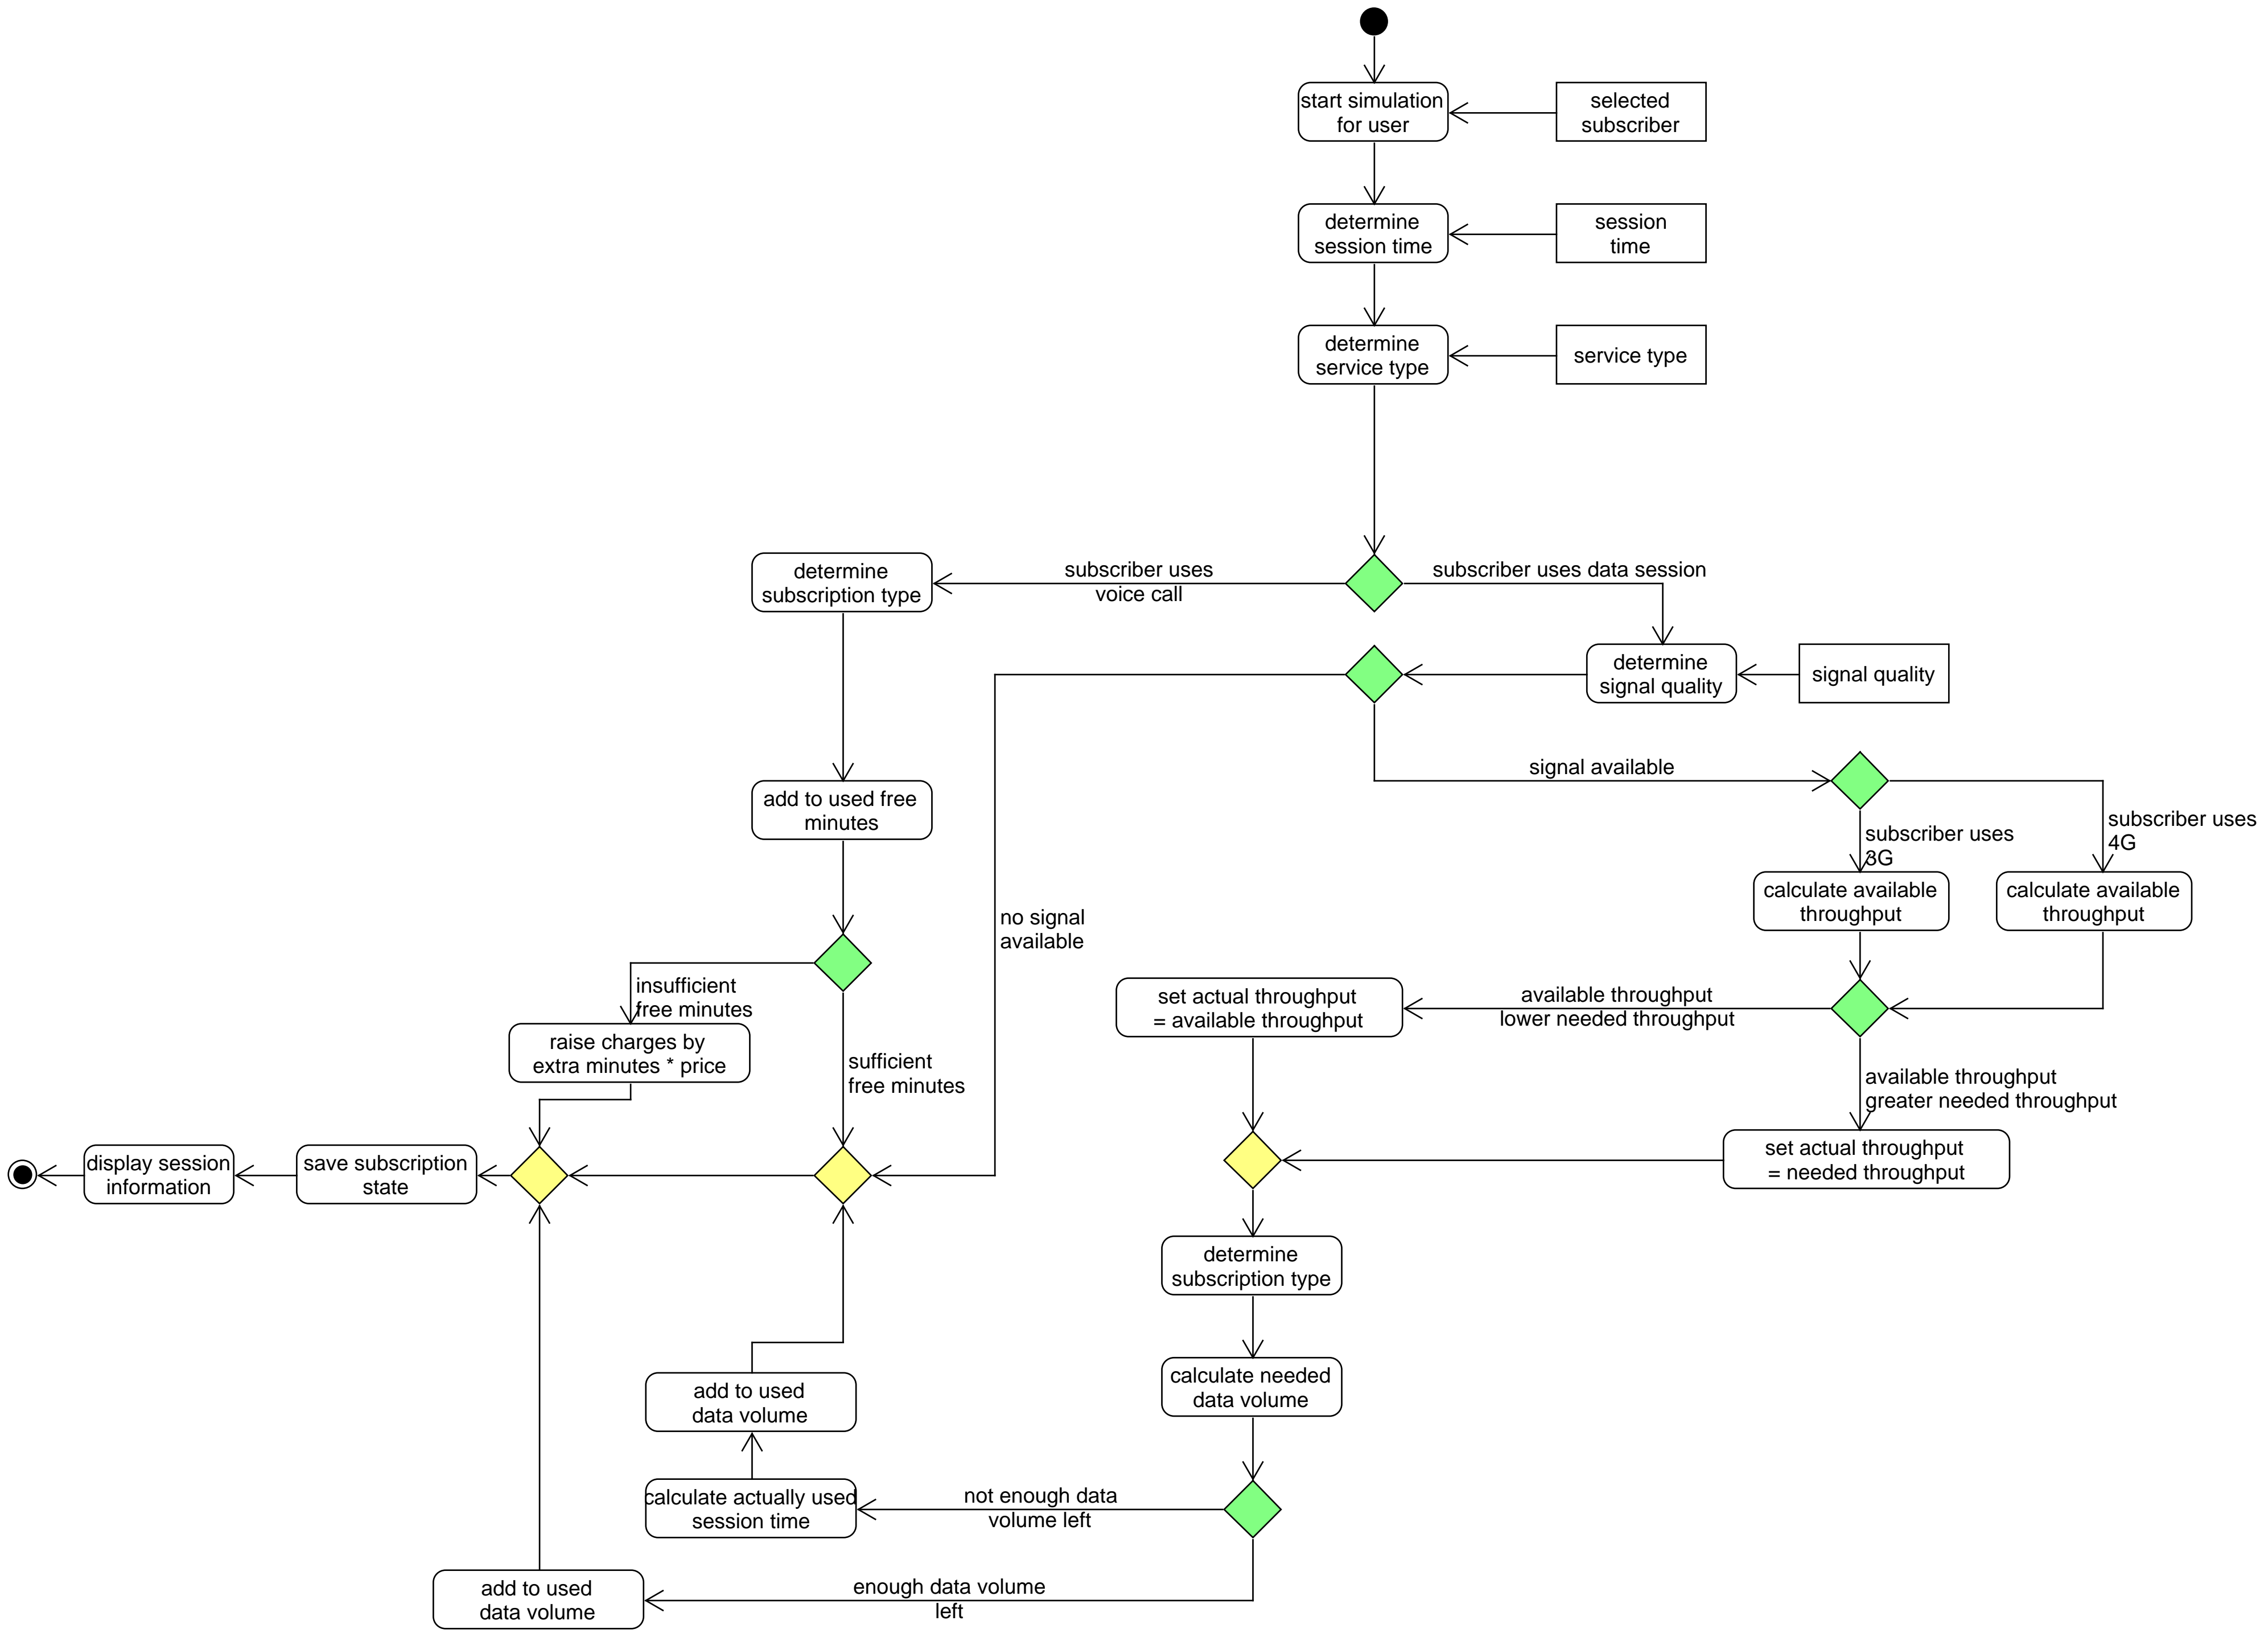 start simulation
for user
selected
subscriber
determine
session time
session
time
determine
service type
service type
determine
subscription type
subscriber uses
voice call
subscriber uses data session
determine
signal quality
signal quality
signal available
add to used free
minutes
subscriber uses
3G
subscriber uses
4G
calculate available
throughput
calculate available
throughput
no signal
available
insufficient
free minutes
set actual throughput
= available throughput
available throughput
lower needed throughput
raise charges by
extra minutes * price
sufficient
free minutes
available throughput
greater needed throughput
display session
information
save subscription
state
set actual throughput
= needed throughput
determine
subscription type
calculate needed
data volume
add to used
data volume
calculate actually used
session time
not enough data
volume left
add to used
data volume
enough data volume
left